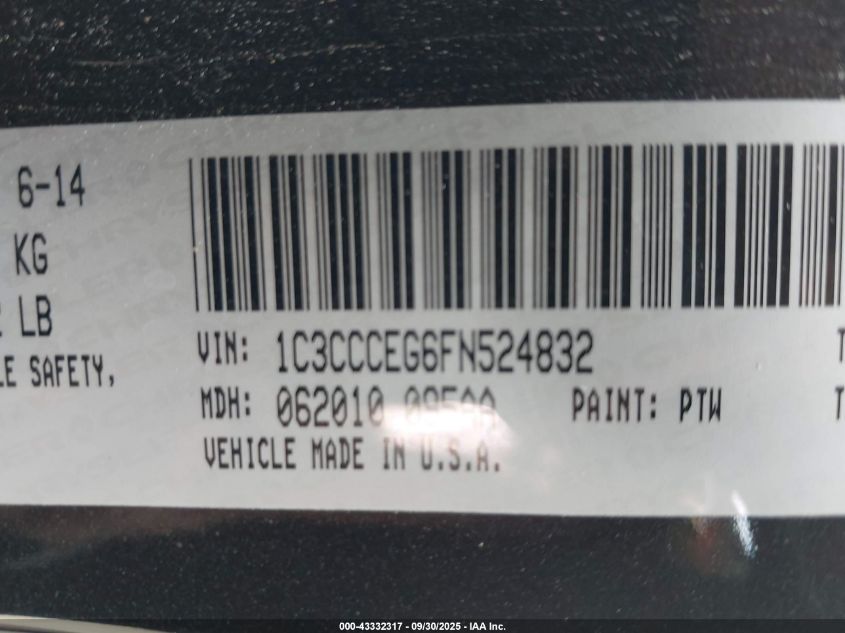 6-14
KG
LB
LE SAFETY,
VIN: 1C3CCCEG6FN524832
MDH: 062010
PAINT: PTW
VEHICLE MADE IN U.S.A.
000-43332317 - 09/30/2025 - IAA Inc.